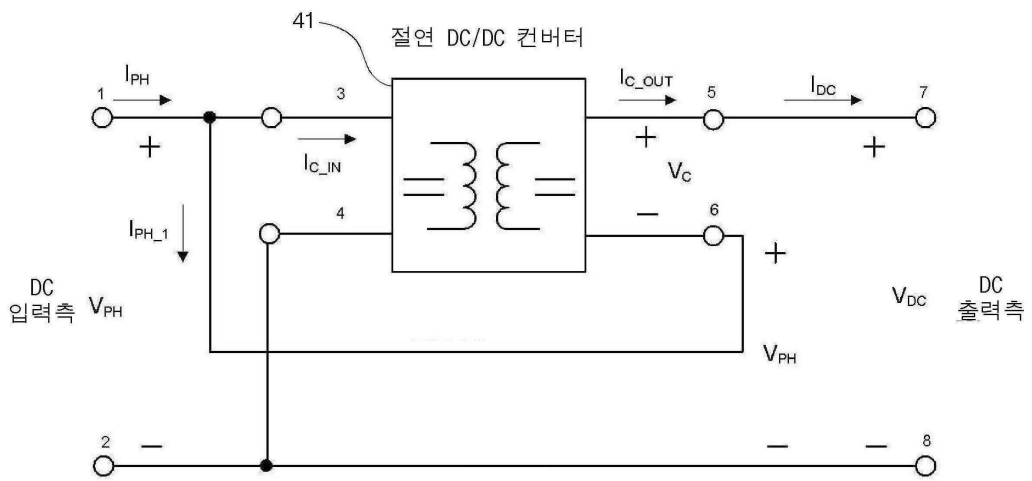 41
절연 DC/DC 컨버터
I_PH
I_C_OUT
I_DC
1
3
5
7
+
+
+
I_C_IN
V_C
4
−
6
I_PH_1
+
DC
입력측
V_PH
V_DC
DC
출력측
V_PH
2
−
−
−
8